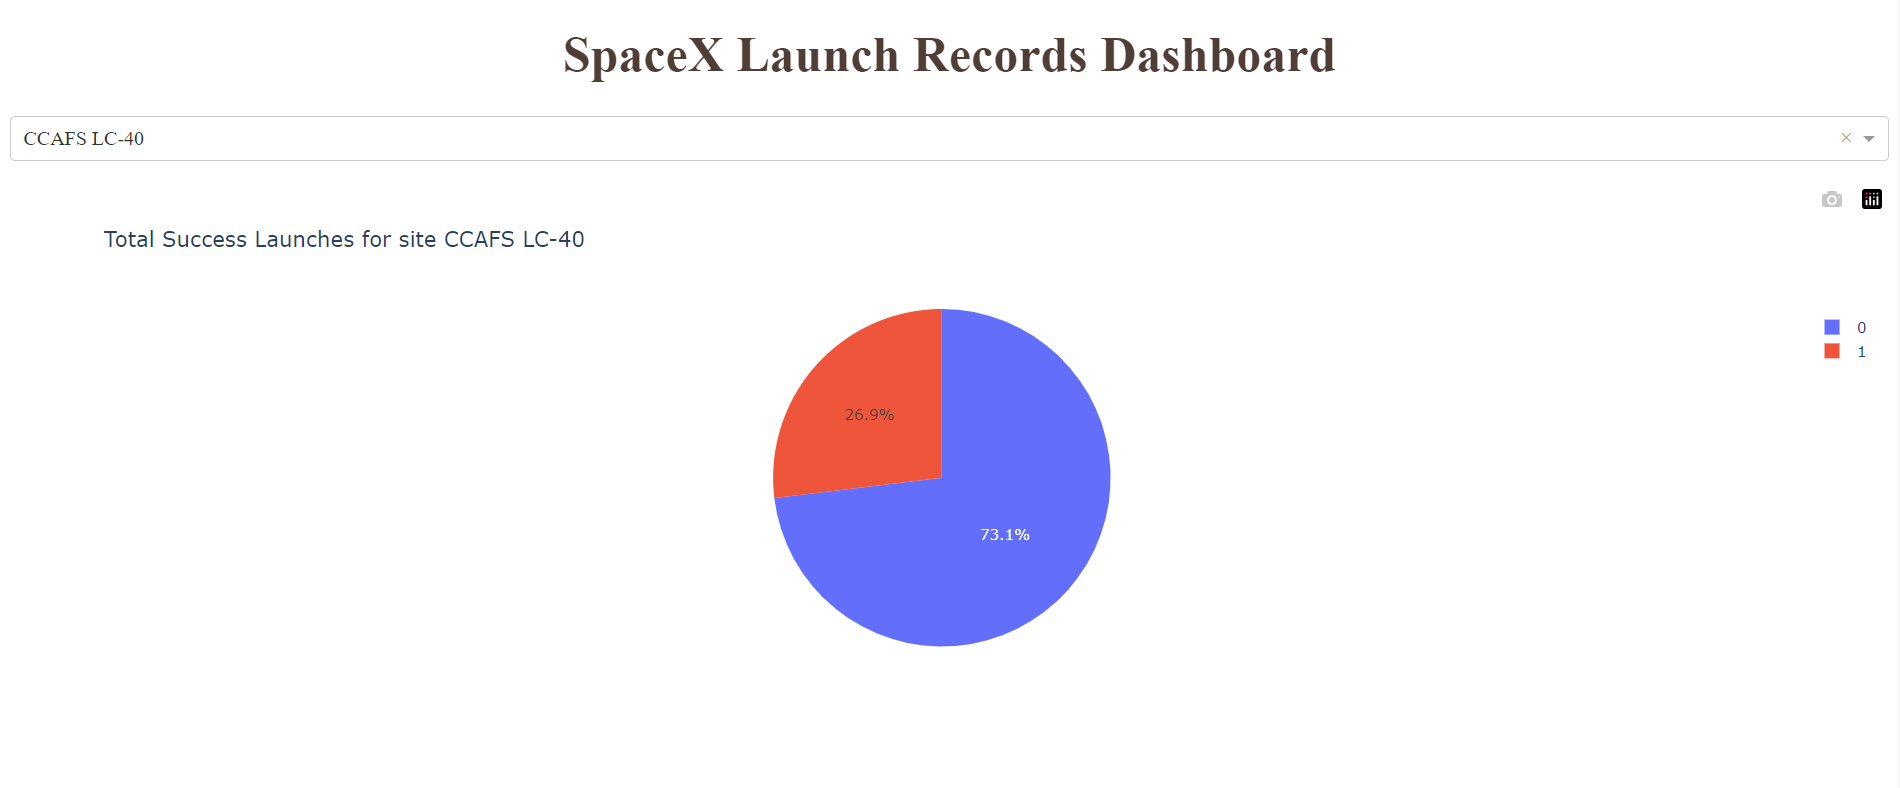 SpaceX Launch Records Dashboard
CCAFS LC-40
Total Success Launches for site CCAFS LC-40
0
1
26.9%
73.1%